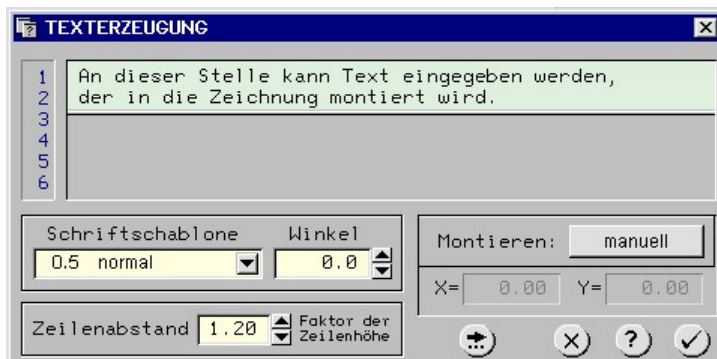 TEXTERZEUGUNG
1 An dieser Stelle kann Text eingegeben werden,
2 der in die Zeichnung montiert wird.
3
4
5
6
Schriftschablone Winkel
0.5 normal 0.0
Montieren: manuell
X= 0.00 Y= 0.00
Zeilenabstand 1.20 Faktor der
Zeilenhöhe
?